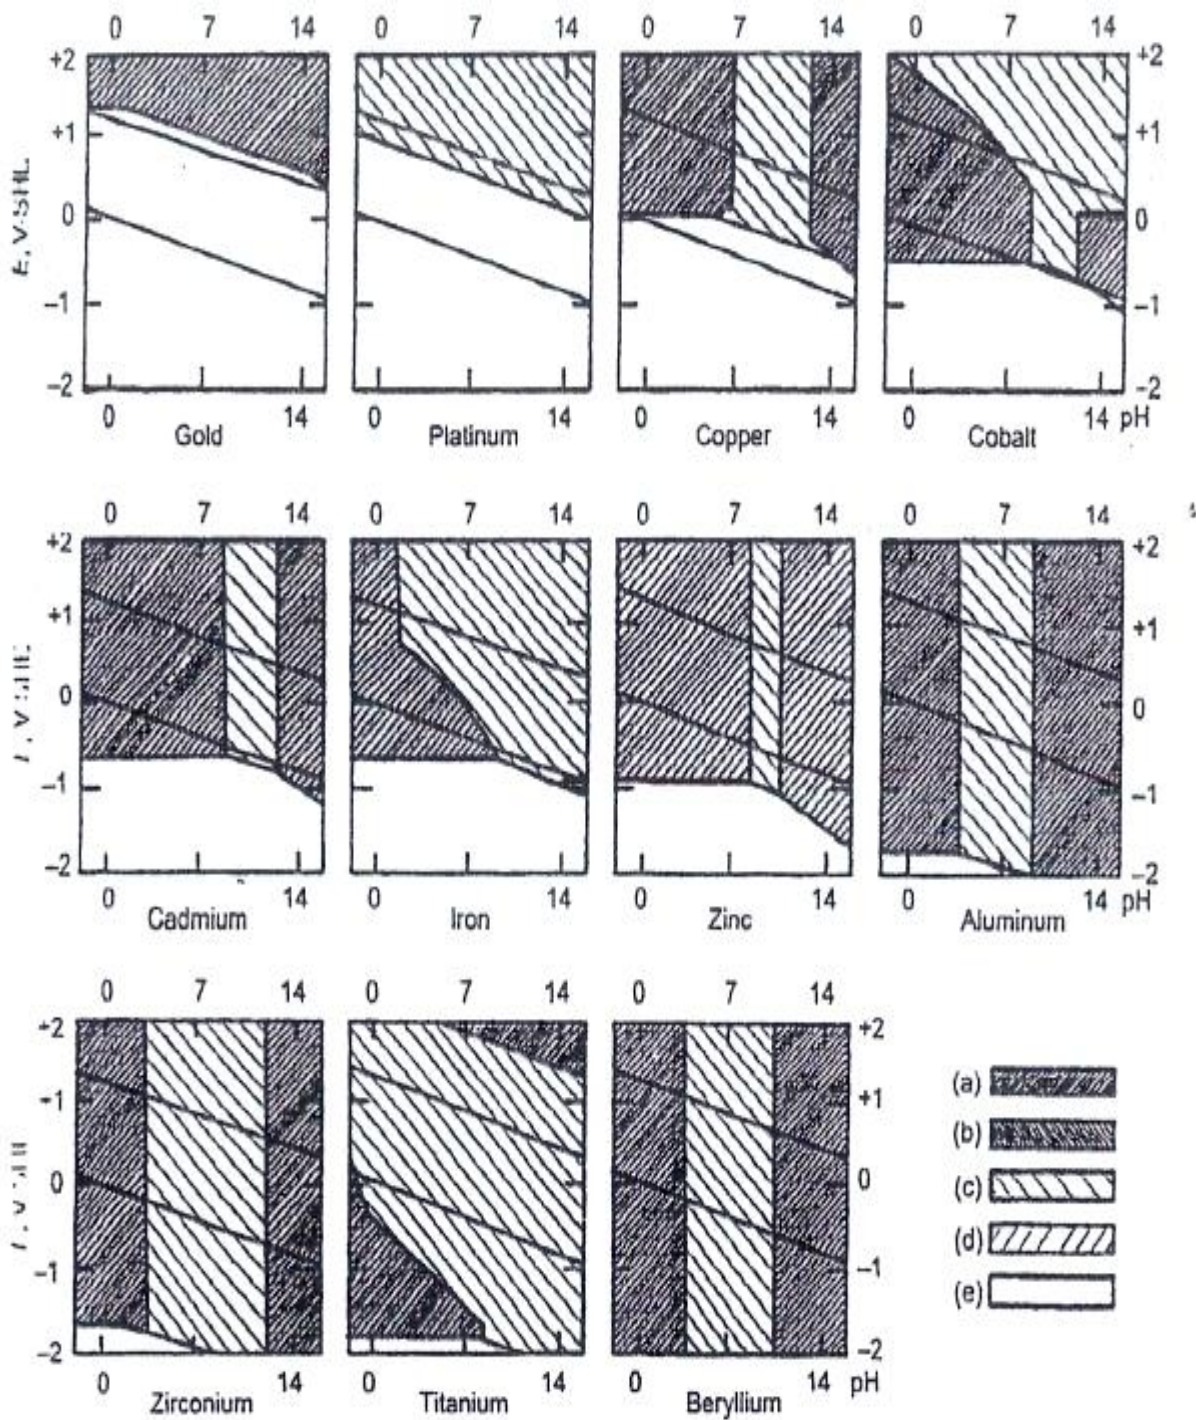 0 7 14 0 7 14 0 7 14 0 7 14
+2 +2
+1 +1
0 0
–1 –1
–2 –2
0 14 0 14 0 14 0 14 pH
Gold Platinum Copper Cobalt
0 7 14 0 7 14 0 7 14 0 7 14
+2 +2
+1 +1
0 0
–1 –1
–2 –2
0 14 0 14 0 14 0 14 pH
Cadmium Iron Zinc Aluminum
0 7 14 0 7 14 0 7 14
+2 +2
+1 +1
0 0
–1 –1
–2 –2
0 14 0 14 0 14 pH
Zirconium Titanium Beryllium
(a)
(b)
(c)
(d)
(e)